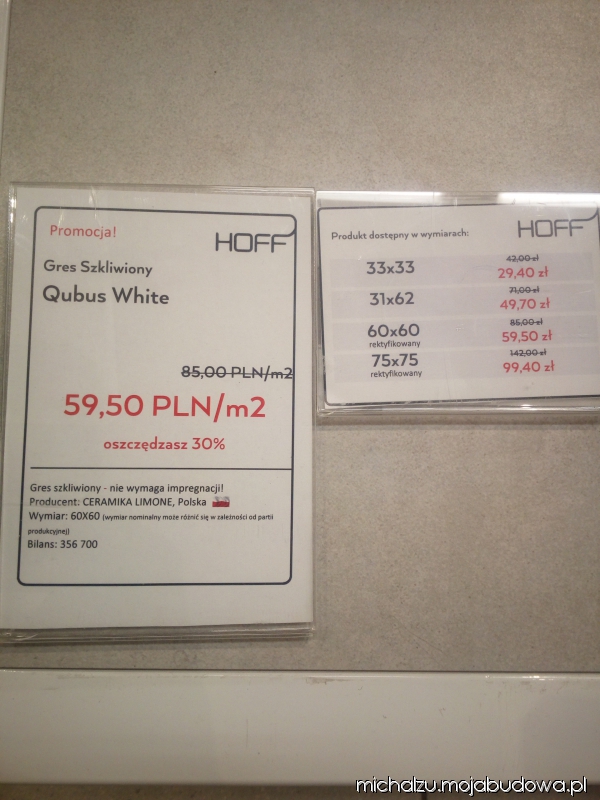 Promocja!
HOFF
Gres Szkliwiony
Qubus White
85,00 PLN/m2
59,50 PLN/m2
oszczędzasz 30%
Gres szkliwiony - nie wymaga impregnacji!
Producent: CERAMIKA LIMONE, Polska
Wymiar: 60X60 (wymiar nominalny może różnić się w zależności od partii
produkcyjnej)
Bilans: 356 700
HOFF
Produkt dostępny w wymiarach:
33x33 42,00 zł
29,40 zł
31x62 71,00 zł
49,70 zł
60x60 85,00 zł
rektyfikowany 59,50 zł
75x75 142,00 zł
rektyfikowany 99,40 zł
michalzu.mojabudowa.pl